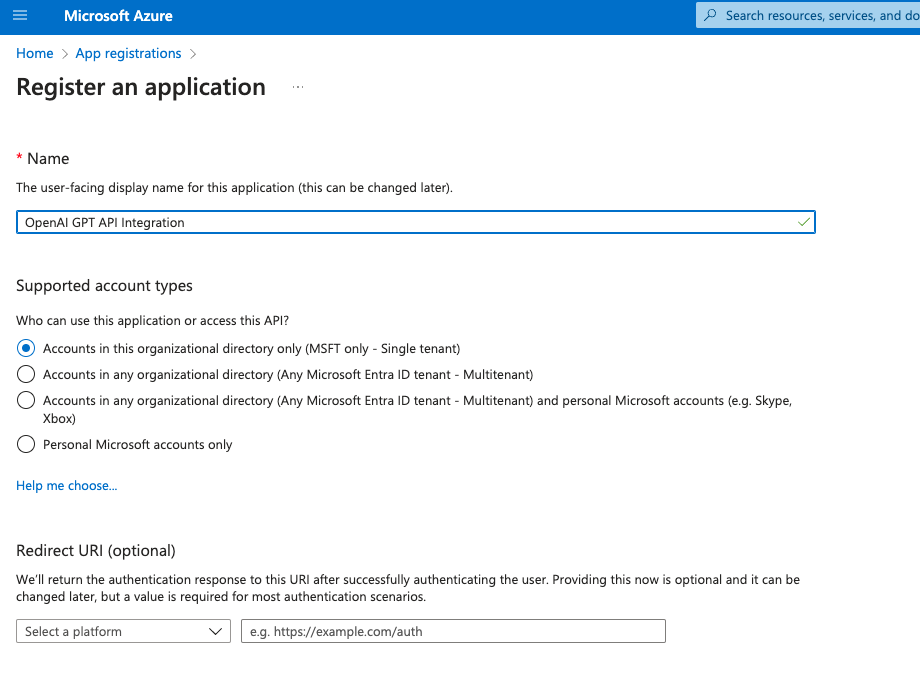 Microsoft Azure
Search resources, services, and do
Home > App registrations >
Register an application ...
* Name
The user-facing display name for this application (this can be changed later).
OpenAI GPT API Integration
Supported account types
Who can use this application or access this API?
Accounts in this organizational directory only (MSFT only - Single tenant)
Accounts in any organizational directory (Any Microsoft Entra ID tenant - Multitenant)
Accounts in any organizational directory (Any Microsoft Entra ID tenant - Multitenant) and personal Microsoft accounts (e.g. Skype,
Xbox)
Personal Microsoft accounts only
Help me choose...
Redirect URI (optional)
We'll return the authentication response to this URI after successfully authenticating the user. Providing this now is optional and it can be
changed later, but a value is required for most authentication scenarios.
Select a platform
e.g. https://example.com/auth